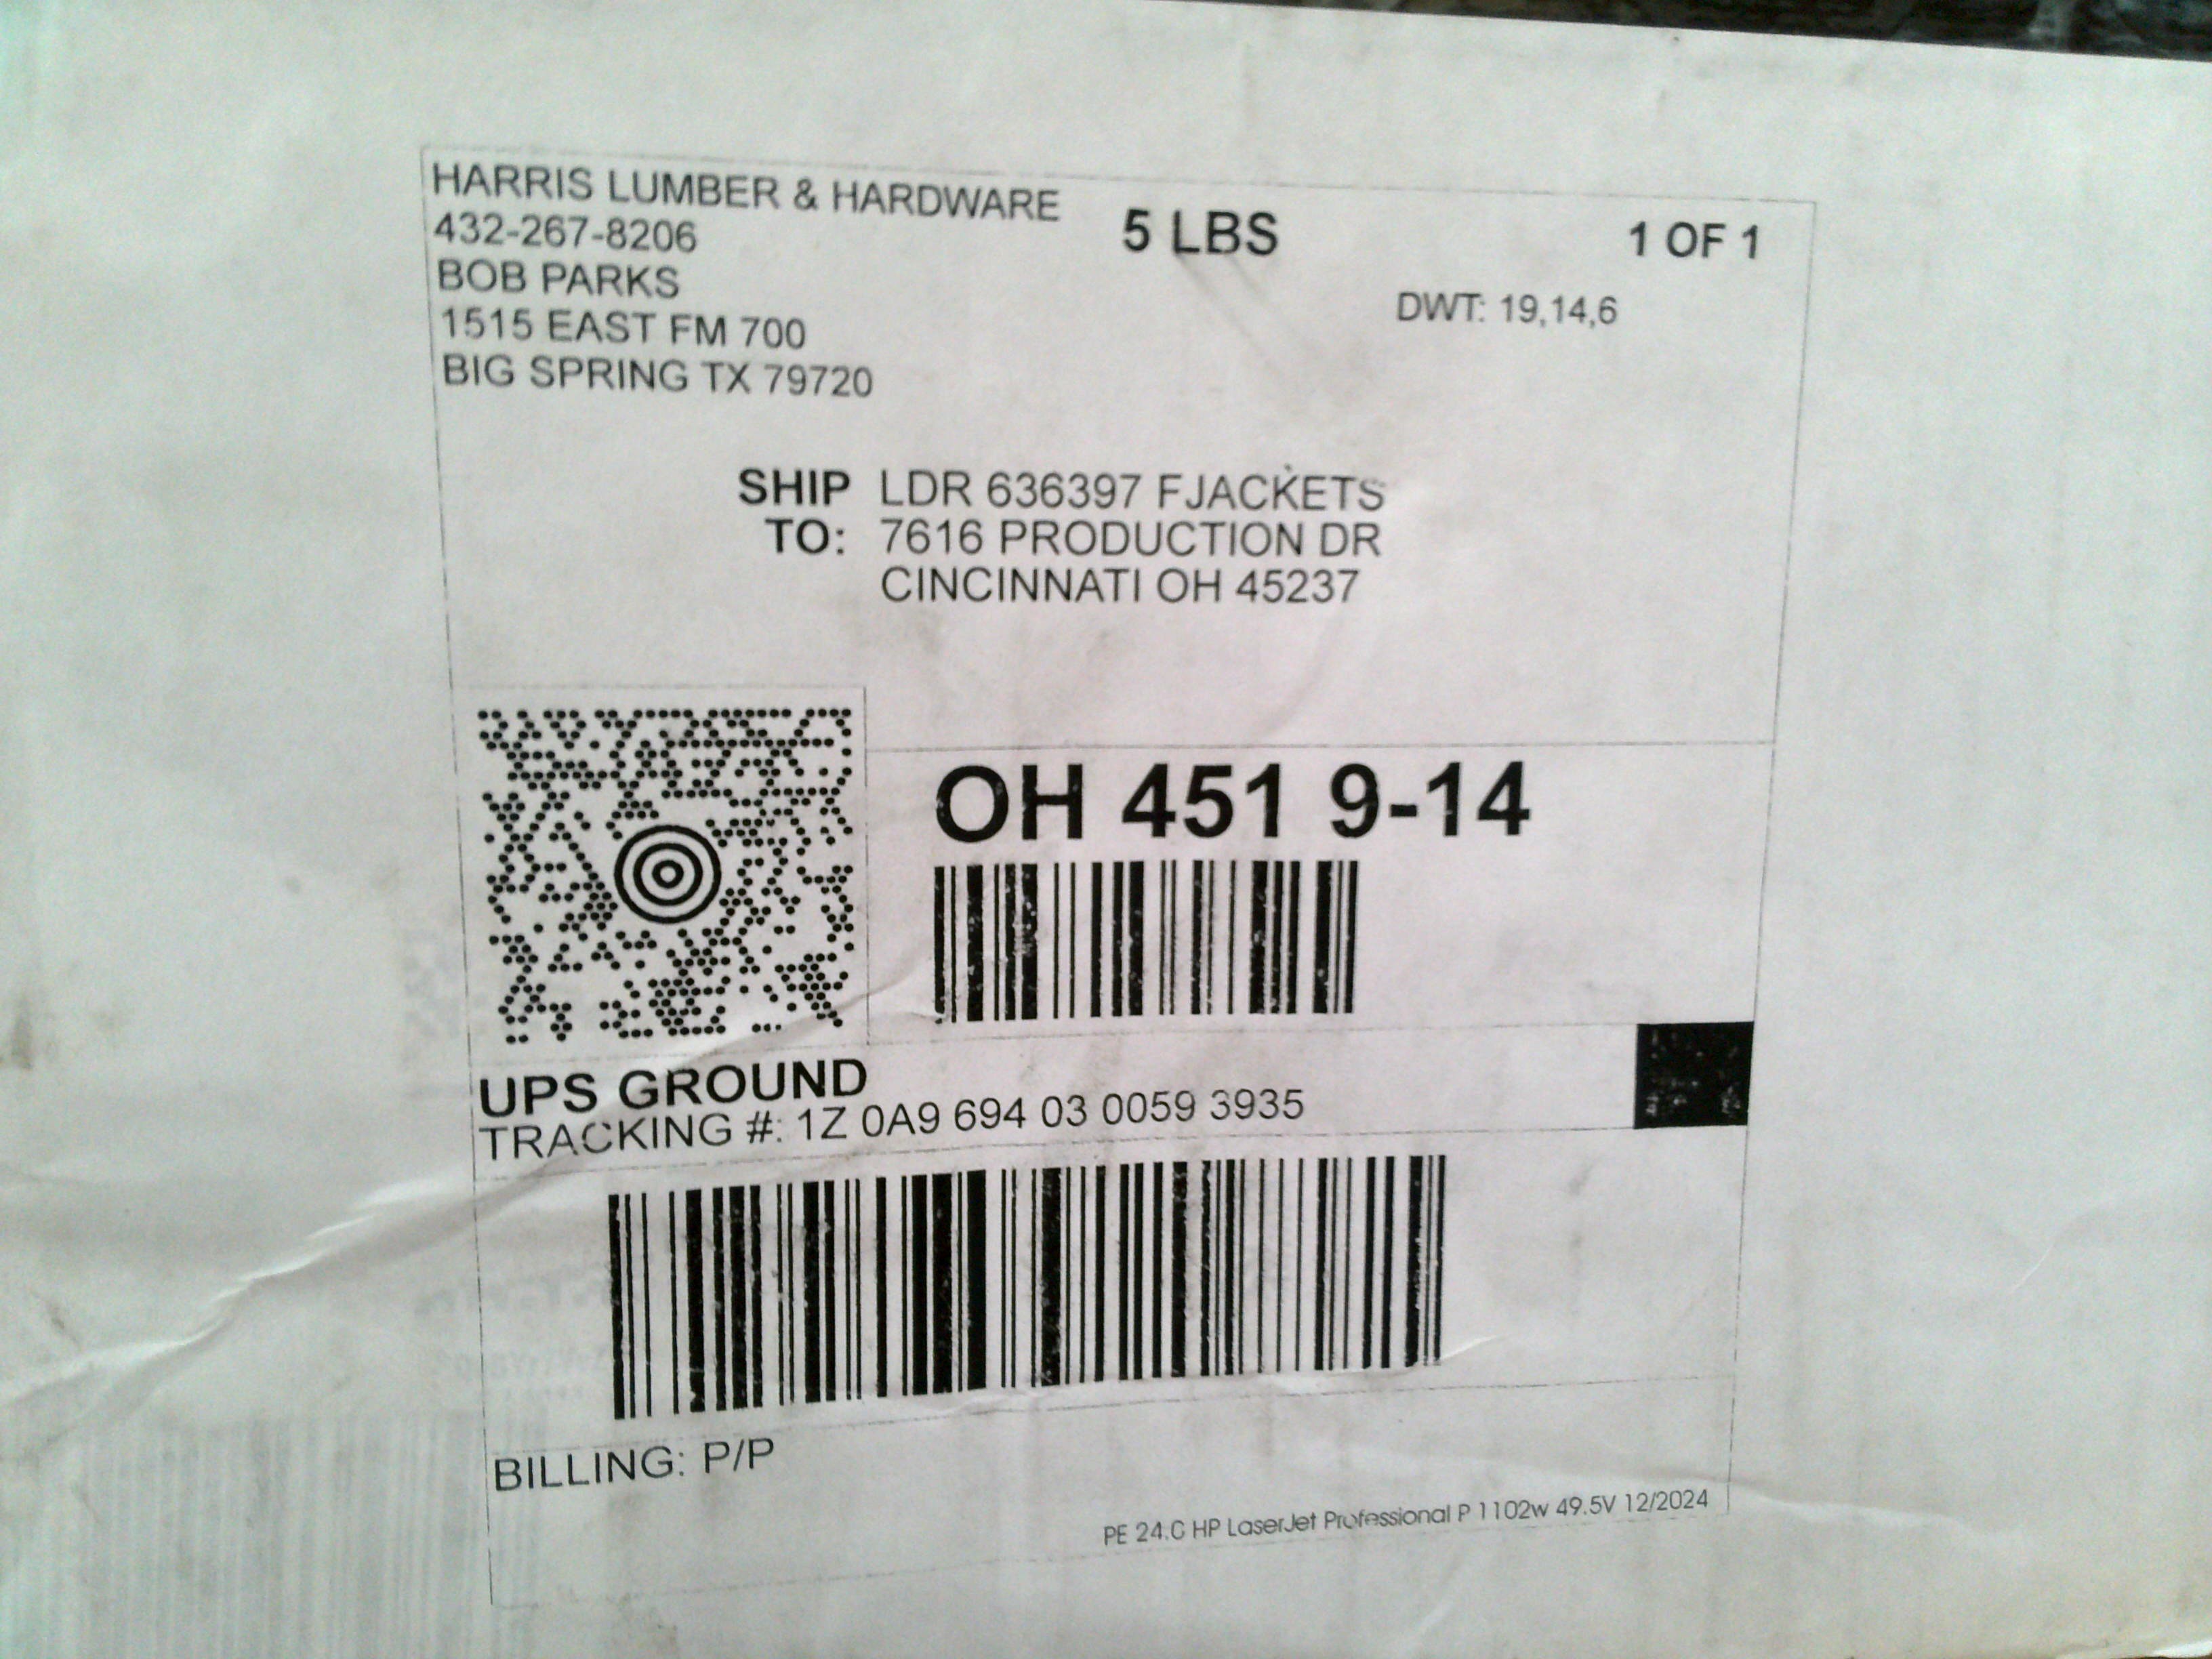 HARRIS LUMBER & HARDWARE
432-267-8206
BOB PARKS
1515 EAST FM 700
BIG SPRING TX 79720
5 LBS
1 OF 1
DWT: 19,14,6
SHIP TO:
LDR 636397 FJACKETS
7616 PRODUCTION DR
CINCINNATI OH 45237
OH 451 9-14
UPS GROUND
TRACKING #: 1Z 0A9 694 03 0059 3935
BILLING: P/P
PE 24.C HP LaserJet Professional P 1102w 49.5V 12/2024